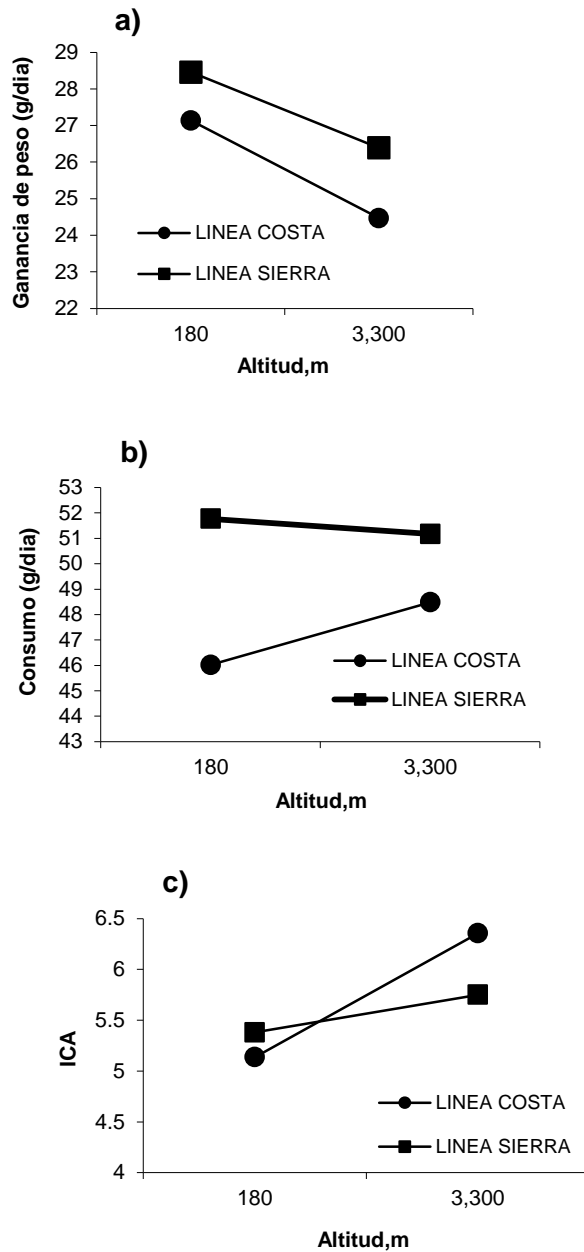 a)
Ganancia de peso (g/dia)
29
28
27
26
25
24
23
22
LINEA COSTA
LINEA SIERRA
180 3,300
Altitud,m
b)
Consumo (g/dia)
53
52
51
50
49
48
47
46
45
44
43
LINEA COSTA
LINEA SIERRA
180 3,300
Altitud,m
c)
ICA
6.5
6
5.5
5
4.5
4
LINEA COSTA
LINEA SIERRA
180 3,300
Altitud,m